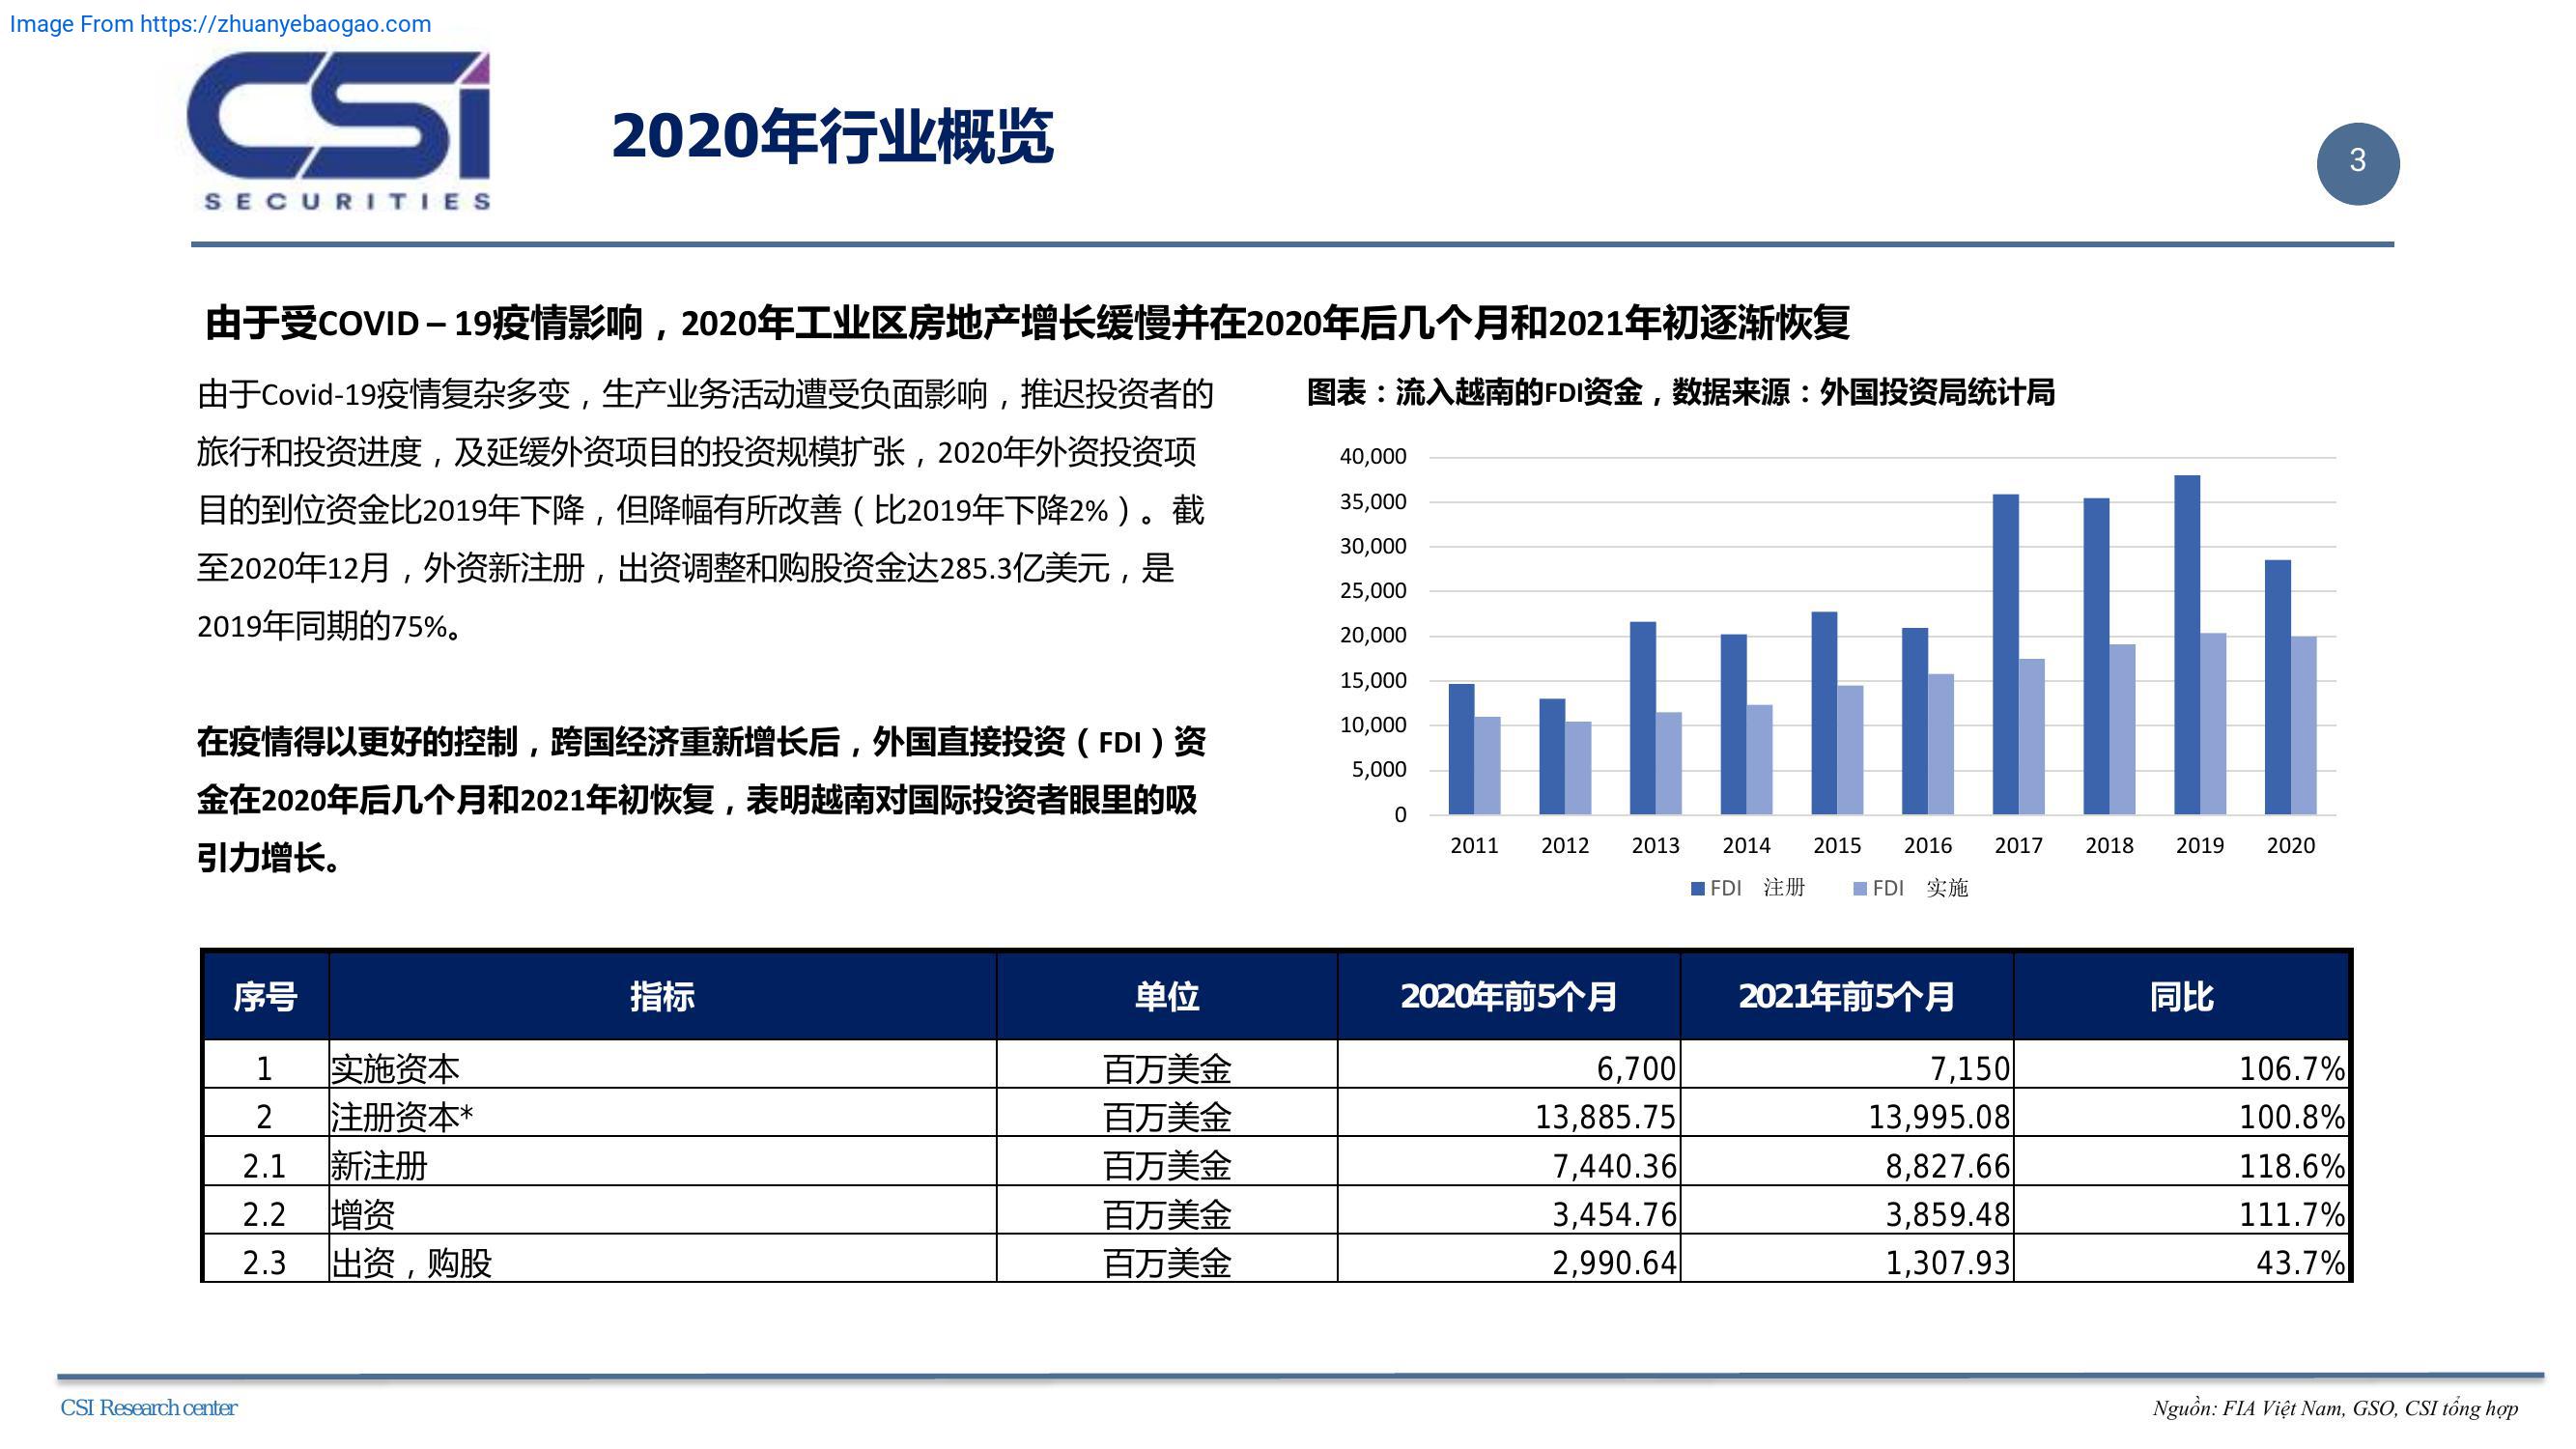 Image From https://zhuanyebaogao.com
CSi
SECURITIES
2020年行业概览
3
由于受COVID – 19疫情影响，2020年工业区房地产增长缓慢并在2020年后几个月和2021年初逐渐恢复
由于Covid-19疫情复杂多变，生产业务活动遭受负面影响，推迟投资者的
旅行和投资进度，及延缓外资项目的投资规模扩张，2020年外资投资项
目的到位资金比2019年下降，但降幅有所改善（比2019年下降2%）。截
至2020年12月，外资新注册，出资调整和购股资金达285.3亿美元，是
2019年同期的75%。
在疫情得以更好的控制，跨国经济重新增长后，外国直接投资（FDI）资
金在2020年后几个月和2021年初恢复，表明越南对国际投资者眼里的吸
引力增长。
图表：流入越南的FDI资金，数据来源：外国投资局统计局
40,000
35,000
30,000
25,000
20,000
15,000
10,000
5,000
0
2011 2012 2013 2014 2015 2016 2017 2018 2019 2020
FDI 注册 FDI 实施
序号 指标 单位 2020年前5个月 2021年前5个月 同比
1 实施资本 百万美金 6,700 7,150 106.7%
2 注册资本* 百万美金 13,885.75 13,995.08 100.8%
2.1 新注册 百万美金 7,440.36 8,827.66 118.6%
2.2 增资 百万美金 3,454.76 3,859.48 111.7%
2.3 出资，购股 百万美金 2,990.64 1,307.93 43.7%
CSI Research center
Nguồn: FIA Việt Nam, GSO, CSI tổng hợp